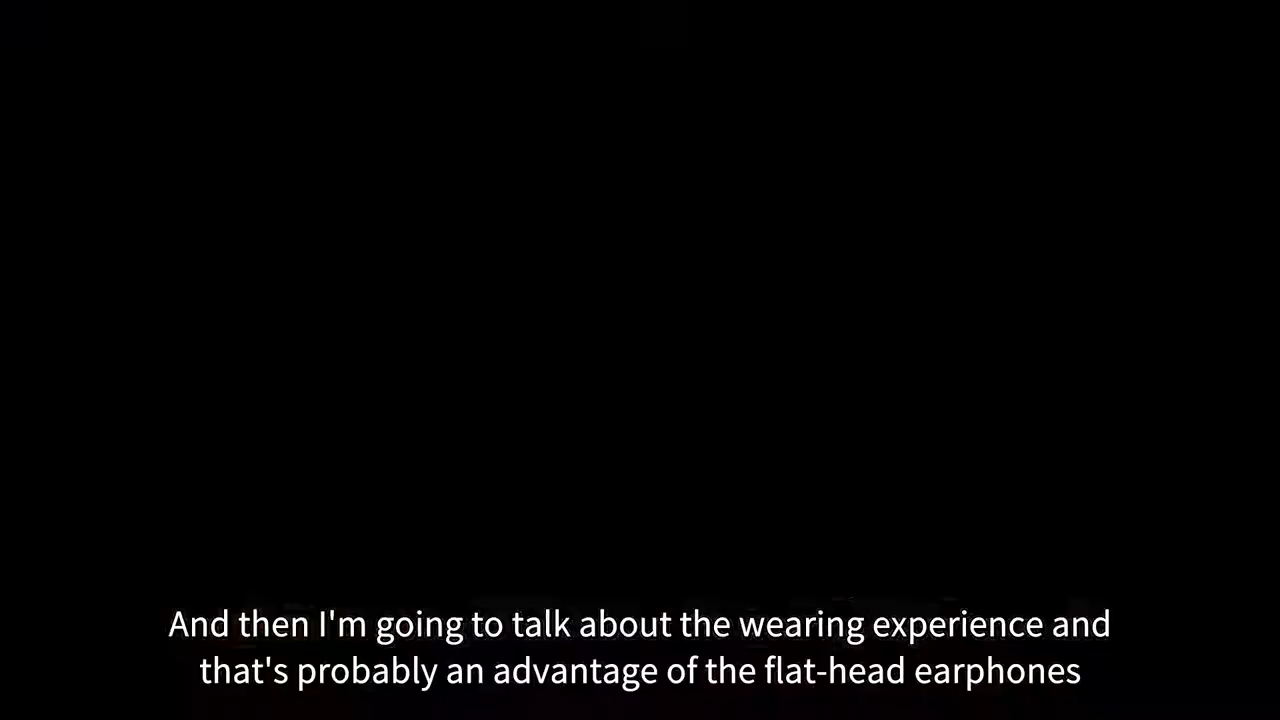 And then I'm going to talk about the wearing experience and
that's probably an advantage of the flat-head earphones